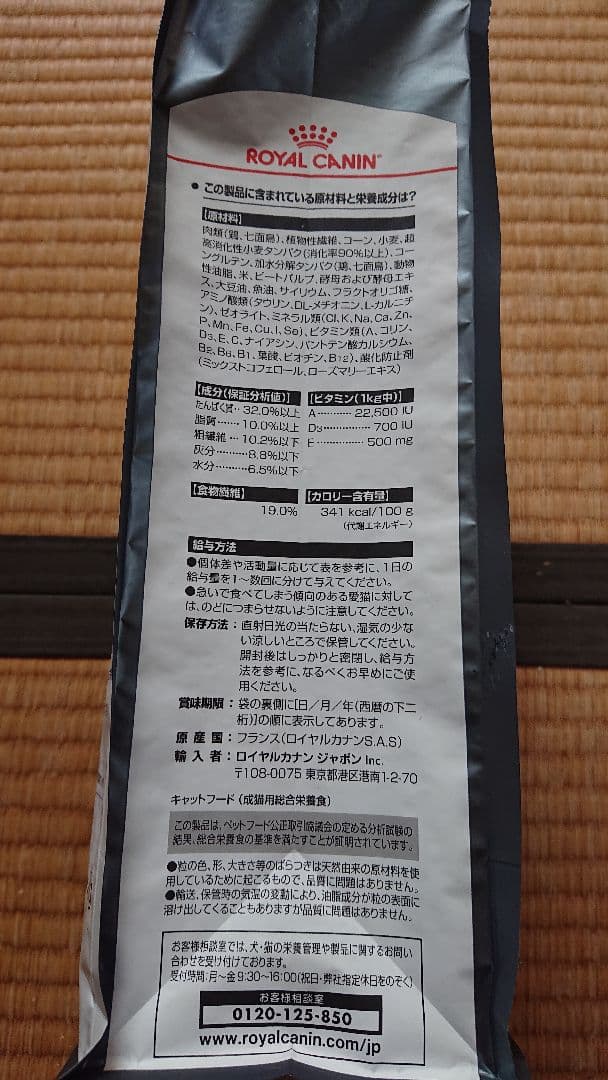 ROYAL CANIN
● この製品に含まれている原材料と栄養成分は?
【原材料】
肉類(鶏、七面鳥)、植物性繊維、コーン、小麦、超
高消化性小麦タンパク(消化率90%以上)、コー
ングルテン、加水分解タンパク(鶏、七面鳥)、動物
性油脂、米、ビートパルプ、酵母および酵母エキ
ス、大豆油、魚油、サイリウム、フラクトオリゴ糖、
アミノ酸類(タウリン、DL-メチオニン、L-カルニチ
ン)、ゼオライト、ミネラル類(Cl、K、Na、Ca、Zn、
P、Mn、Fe、Cu、I、Se)、ビタミン類(A、コリン、
D₃、E、C、ナイアシン、パントテン酸カルシウム、
B₂、B₆、B₁、葉酸、ビオチン、B₁₂)、酸化防止剤
(ミックストコフェロール、ローズマリーエキス)
【成分(保証分析値)】
たんぱく質‥32.0%以上
脂質‥‥‥10.0%以上
粗繊維‥‥10.2%以下
灰分‥‥‥‥8.8%以下
水分‥‥‥‥6.5%以下
【ビタミン(1kg中)】
A‥‥‥‥22,500 IU
D₃‥‥‥‥‥‥700 IU
E‥‥‥‥‥‥500 mg
【食物繊維】
19.0%
【カロリー含有量】
341 kcal/100 g
(代謝エネルギー)
給与方法
●個体差や活動量に応じて表を参考に、1日の
給与量を1〜数回に分けて与えてください。
●急いで食べてしまう傾向のある愛猫に対して
は、のどにつまらせないように注意してください。
保存方法:直射日光の当たらない、湿気の少な
い涼しいところで保管してください。
開封後はしっかりと密閉し、給与方
法を参考に、なるべくお早めにご使
用ください。
賞味期限:袋の裏側に[日/月/年(西暦の下二
桁)]の順に表示してあります。
原産国:フランス(ロイヤルカナンS.A.S)
輸入者:ロイヤルカナン ジャポン Inc.
〒108-0075 東京都港区港南1-2-70
キャットフード(成猫用総合栄養食)
この製品は、ペットフード公正取引協議会の定める分析試験の
結果、総合栄養食の基準を満たすことが証明されています。
●粒の色、形、大きさ等のばらつきは天然由来の原材料を使
用しているために起こるもので、品質に問題はありません。
●輸送、保管時の気温の変動により、油脂成分が粒の表面に
溶け出してくることもありますが品質に問題はありません。
お客様相談室では、犬・猫の栄養管理や製品に関するお問い
合わせを受け付けております。
受付時間:月〜金9:30〜16:00(祝日・弊社指定休日をのぞく)
お客様相談室
0120-125-850
www.royalcanin.com/jp